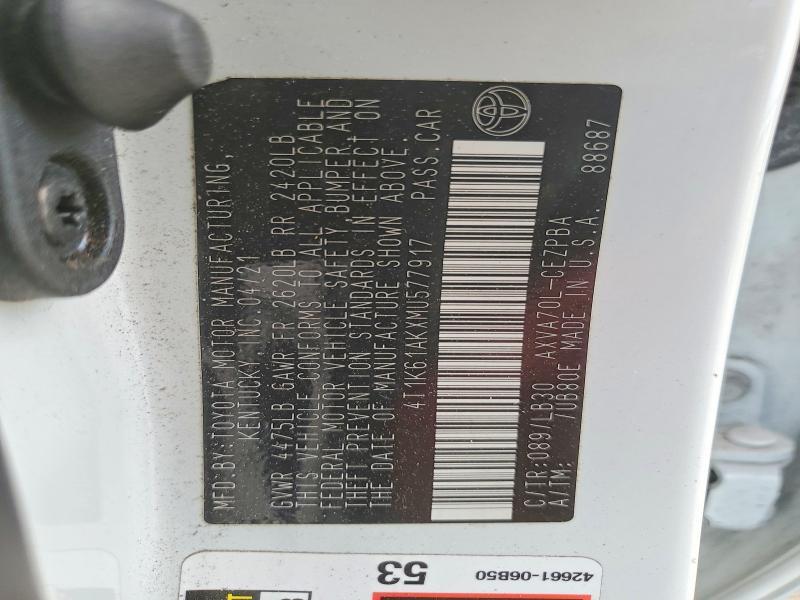 MFD BY:TOYOTA MOTOR MANUFACTURING,
KENTUCKY INC.04/21
GVWR 4475LB GAWR FR 2620LB RR 2420LB
THIS VEHICLE CONFORMS TO ALL APPLICABLE
FEDERAL MOTOR VEHICLE SAFETY, BUMPER, AND
THEFT PREVENTION STANDARDS IN EFFECT ON
THE DATE OF MANUFACTURE SHOWN ABOVE.
4T1K61AKXMU577917 PASS.CAR
C/TR:089/LB30 AXVA70L-CEZPBA
A/TM: /UB80E MADE IN U.S.A. 88687
53
42661-06B50